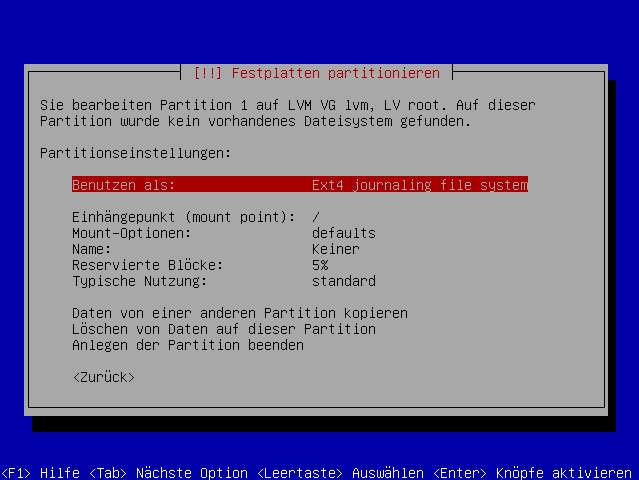 [!!] Festplatten partitionieren
Sie bearbeiten Partition 1 auf LVM VG lvm, LV root. Auf dieser
Partition wurde kein vorhandenes Dateisystem gefunden.
Partitionseinstellungen:
Benutzen als: Ext4 journaling file system
Einhängepunkt (mount point): /
Mount-Optionen: defaults
Name: Keiner
Reservierte Blöcke: 5%
Typische Nutzung: standard
Daten von einer anderen Partition kopieren
Löschen von Daten auf dieser Partition
Anlegen der Partition beenden
<Zurück>
<F1> Hilfe <Tab> Nächste Option <Leertaste> Auswählen <Enter> Knöpfe aktivieren